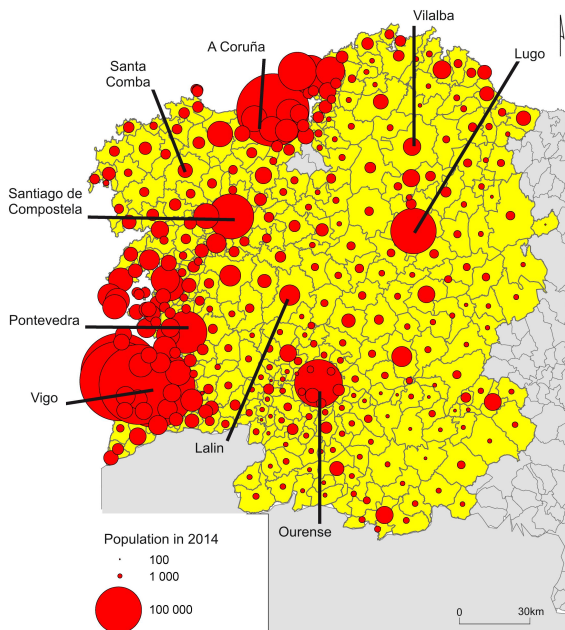 Vilalba
A Coruña
Lugo
Santa
Comba
Santiago de
Compostela
Pontevedra
Vigo
Lalin
Ourense
Population in 2014
100
1 000
100 000
0 30km